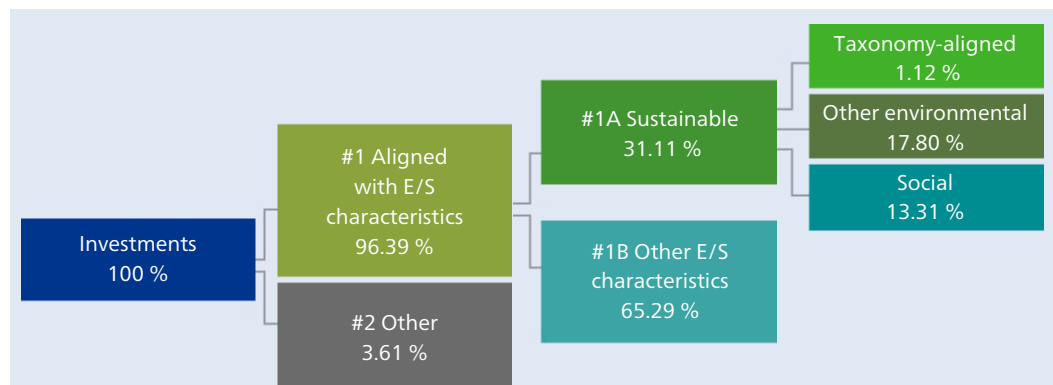 Investments
100 %
#1 Aligned
with E/S
characteristics
96.39 %
#2 Other
3.61 %
#1A Sustainable
31.11 %
#1B Other E/S
characteristics
65.29 %
Taxonomy-aligned
1.12 %
Other environmental
17.80 %
Social
13.31 %